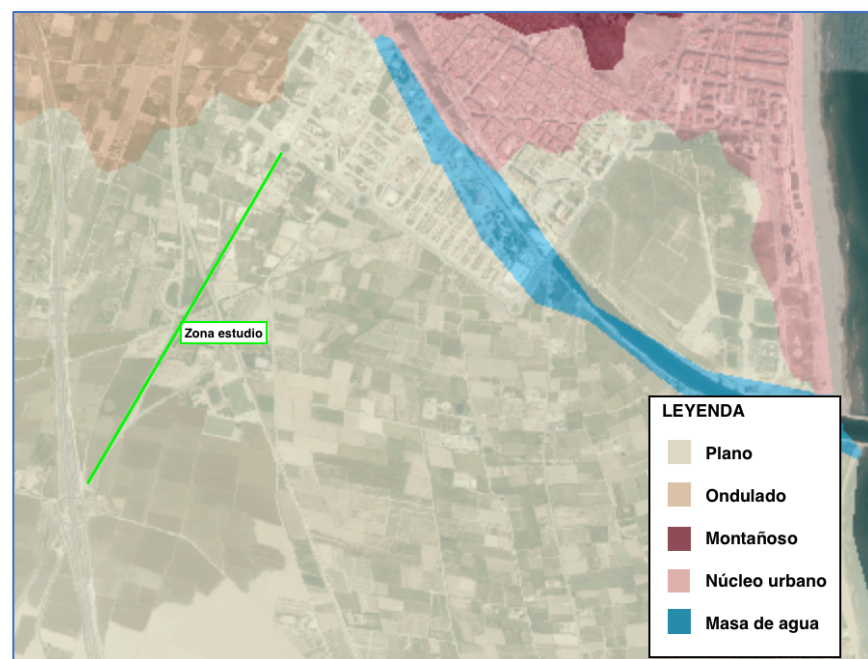 Zona estudio
LEYENDA
Plano
Ondulado
Montañoso
Núcleo urbano
Masa de agua